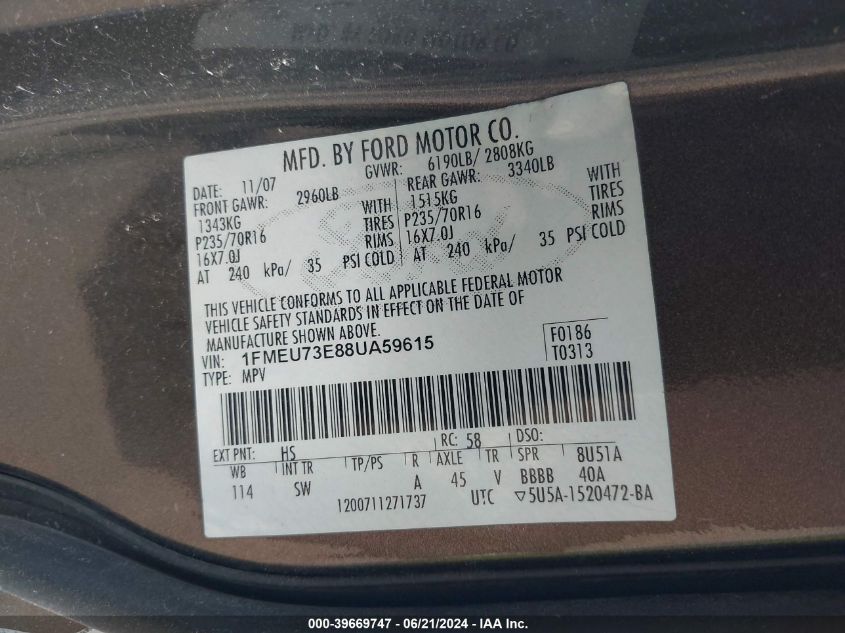 MFD. BY FORD MOTOR CO.
DATE: 11/07 GVWR: 6190LB/ 2808KG
FRONT GAWR: 2960LB REAR GAWR: 3340LB
1343KG WITH 1515KG WITH
P235/70R16 TIRES P235/70R16 TIRES
16X7.0J RIMS 16X7.0J RIMS
AT 240 kPa/ 35 PSI COLD AT 240 kPa/ 35 PSI COLD
THIS VEHICLE CONFORMS TO ALL APPLICABLE FEDERAL MOTOR
VEHICLE SAFETY STANDARDS IN EFFECT ON THE DATE OF
MANUFACTURE SHOWN ABOVE.
VIN: 1FMEU73E88UA59615 F0186
TYPE: MPV T0313
EXT PNT: HS RC: 58 DSO:
WB INT TR TP/PS R AXLE TR SPR 8U51A
114 SW A 45 V BBBB 40A
1200711271737 UTC ▽5U5A-1520472-BA
000-39669747 - 06/21/2024 - IAA Inc.